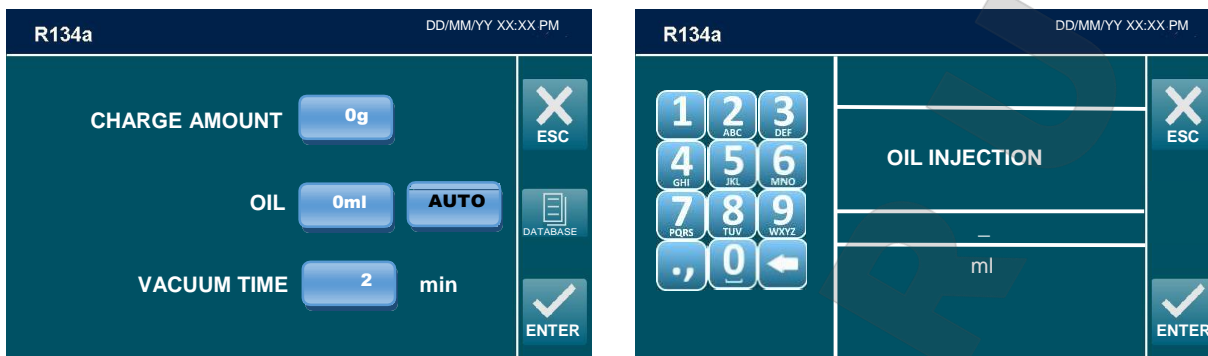 R134a
DD/MM/YY XX:XX PM
CHARGE AMOUNT 0g
ESC
OIL 0ml AUTO
DATABASE
VACUUM TIME 2 min
ENTER
R134a
DD/MM/YY XX:XX PM
1 2 ABC 3 DEF
ESC
4 GHI 5 JKL 6 MNO
OIL INJECTION
7 PQRS 8 TUV 9 WXYZ
_
., 0
ml
ENTER